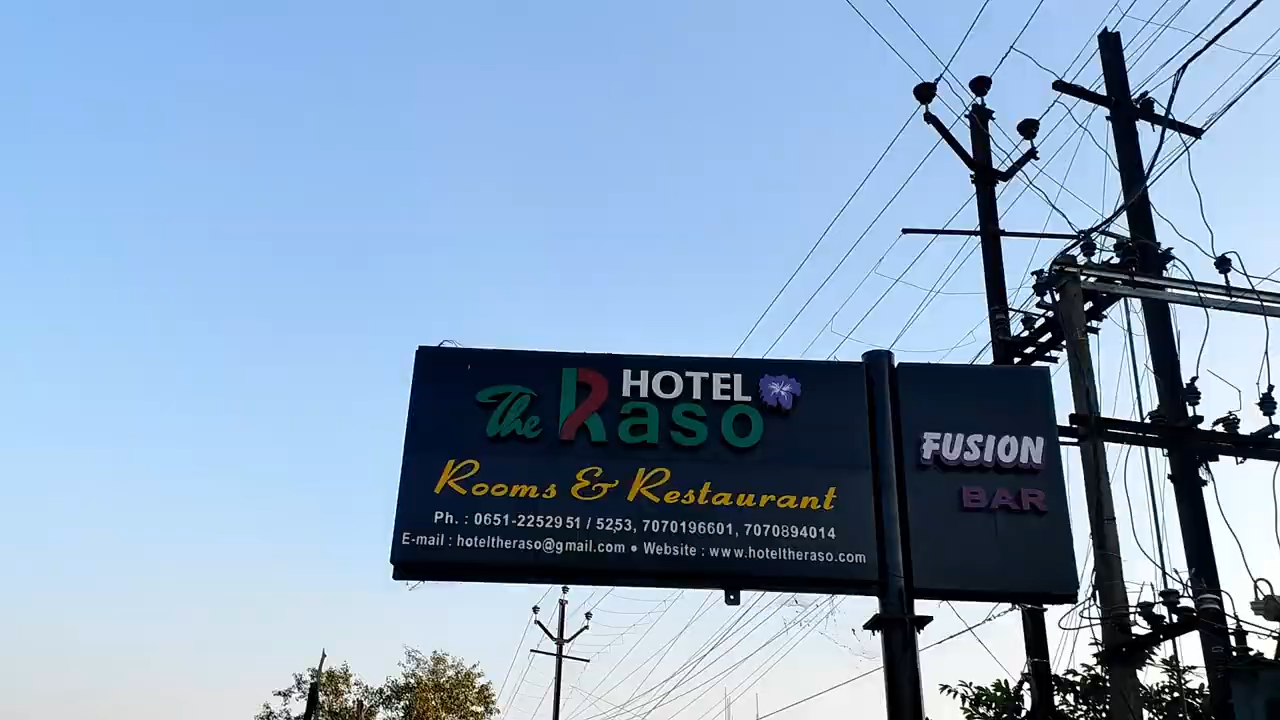 HOTEL
The Raso
Rooms & Restaurant
Ph. : 0651-2252951 / 5253, 7070196601, 7070894014
E-mail : hoteltheraso@gmail.com • Website : www.hoteltheraso.com
FUSION
BAR